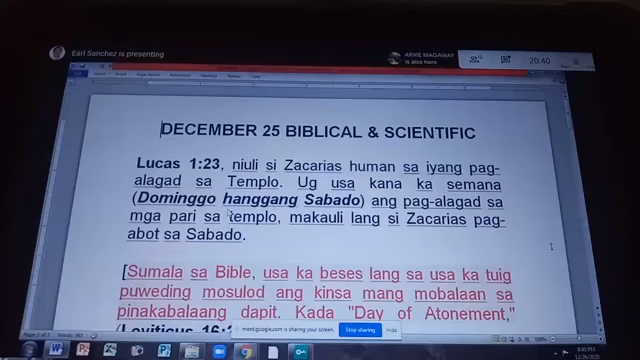 Earl Sanchez is presenting
ARVIE MAGAWAY
is also here
20:40
DECEMBER 25 BIBLICAL & SCIENTIFIC
Lucas 1:23, niuli si Zacarias human sa iyang pag-
alagad sa Templo. Ug usa kana ka semana
(Dominggo hanggang Sabado) ang pag-alagad sa
mga pari sa templo, makauli lang si Zacarias pag-
abot sa Sabado.
[Sumala sa Bible, usa ka beses lang sa usa ka tuig
puweding mosulod ang kinsa mang mobalaan sa
pinakabalaang dapit. Kada "Day of Atonement,"
(Leviticus 16:
meet.google.com is sharing your screen.
Stop sharing
Hide